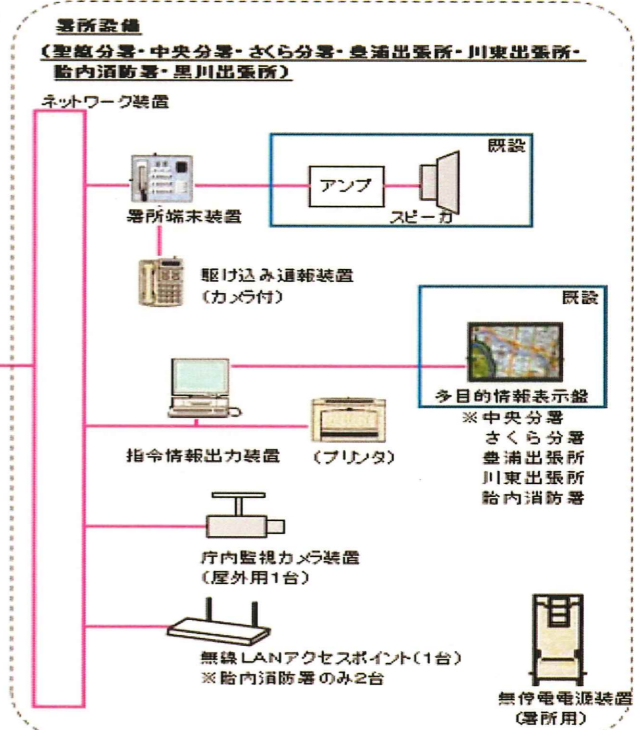 署所設備
(聖籠分署・中央分署・さくら分署・豊浦出張所・川東出張所・
胎内消防署・黒川出張所)
ネットワーク装置
既設
アンプ
スピーカ
署所端末装置
駆け込み通報装置
(カメラ付)
既設
多目的情報表示盤
※中央分署
さくら分署
豊浦出張所
川東出張所
胎内消防署
指令情報出力装置
(プリンタ)
庁内監視カメラ装置
(屋外用1台)
無線LANアクセスポイント(1台)
※胎内消防署のみ2台
無停電電源装置
(署所用)